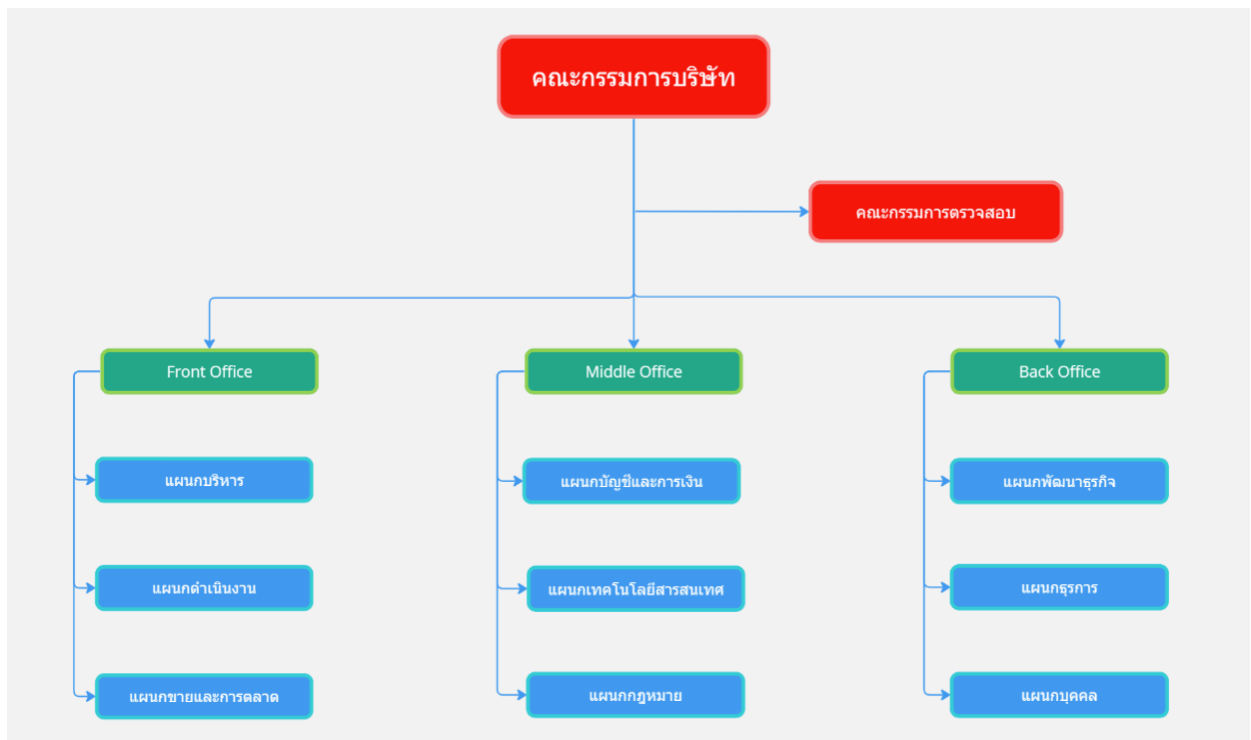 คณะกรรมการบริษัท
คณะกรรมการตรวจสอบ
Front Office
Middle Office
Back Office
แผนกบริหาร
แผนกบัญชีและการเงิน
แผนกพัฒนาธุรกิจ
แผนกดำเนินงาน
แผนกเทคโนโลยีสารสนเทศ
แผนกธุรการ
แผนกขายและการตลาด
แผนกกฎหมาย
แผนกบุคคล